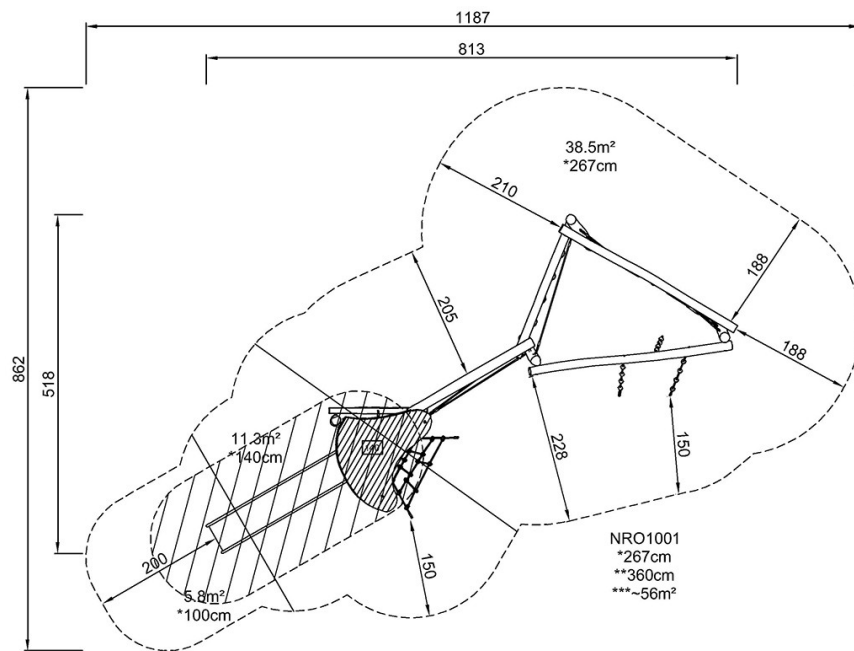 1187
813
38.5m²
*267cm
210
188
205
188
862
518
140
11.3m²
*140cm
228
150
200
150
5.8m²
*100cm
NRO1001
*267cm
**360cm
***~56m²